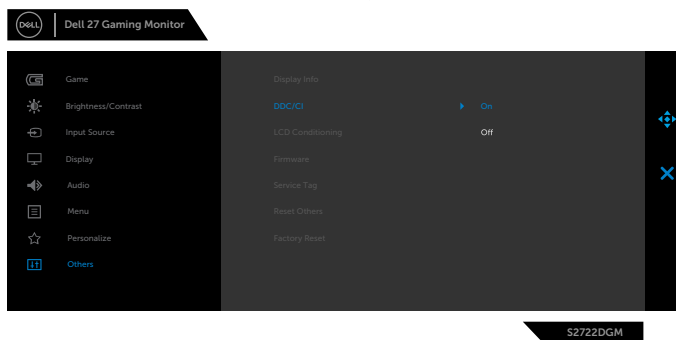 DELL
Dell 27 Gaming Monitor
Game
Display Info
Brightness/Contrast
DDC/CI
On
Input Source
LCD Conditioning
Off
Display
Firmware
Audio
Service Tag
Menu
Reset Others
Personalize
Factory Reset
Others
S2722DGM